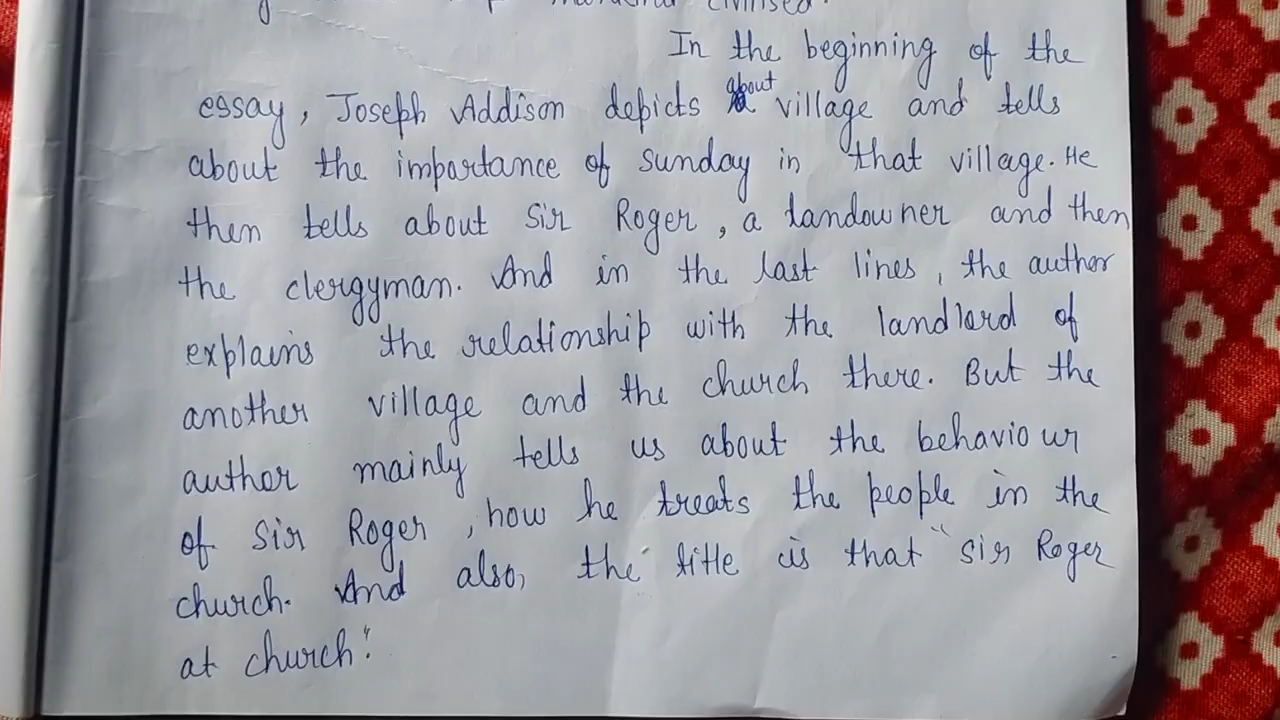 mankind civilised.
In the beginning of the
essay, Joseph Addison depicts about village and tells
about the importance of sunday in that village. He
then tells about Sir Roger, a landowner and then
the clergyman. And in the last lines, the author
explains the relationship with the landlord of
another village and the church there. But the
author mainly tells us about the behaviour
of Sir Roger, how he treats the people in the
church. And also, the title is that "Sir Roger
at church."